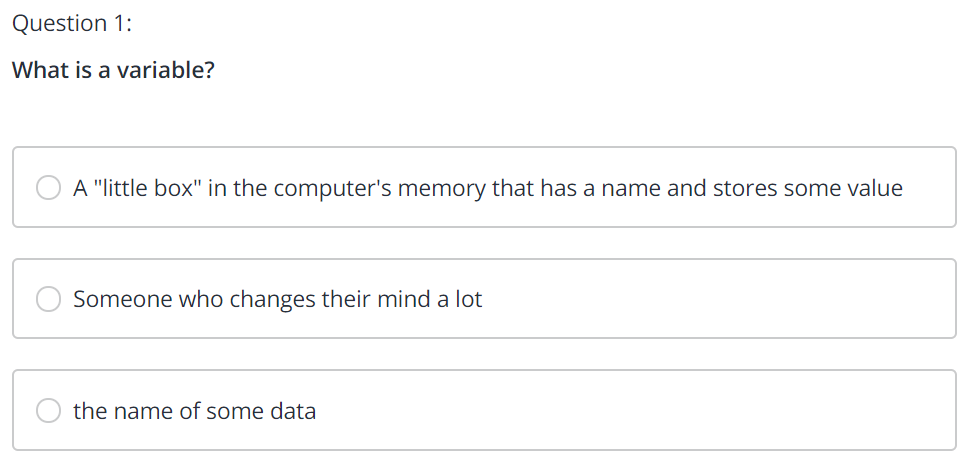 Question 1:
What is a variable?
A "little box" in the computer's memory that has a name and stores some value
Someone who changes their mind a lot
the name of some data